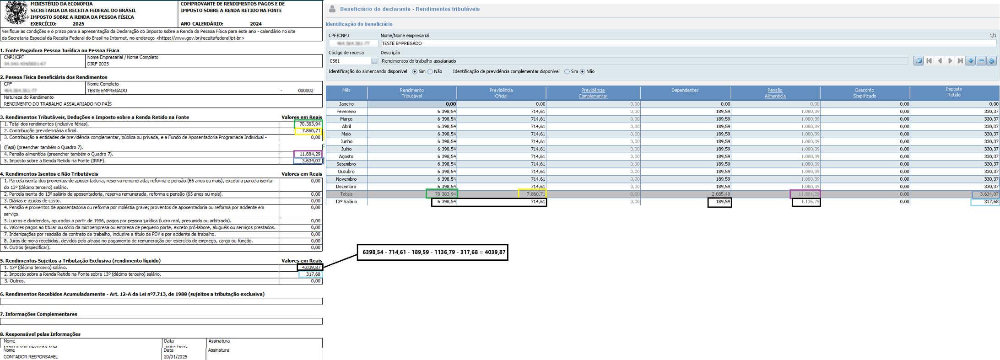 MINISTÉRIO DA ECONOMIA
SECRETARIA DA RECEITA FEDERAL DO BRASIL
IMPOSTO SOBRE A RENDA DA PESSOA FÍSICA
EXERCÍCIO: 2025
COMPROVANTE DE RENDIMENTOS PAGOS E DE
IMPOSTO SOBRE A RENDA RETIDO NA FONTE
ANO-CALENDÁRIO: 2024
Verifique as condições e o prazo para a apresentação da Declaração do Imposto sobre a Renda da Pessoa Física para este ano - calendário no site
da Secretaria Especial da Receita Federal do Brasil na Internet, no endereço <https://www.gov.br/receitafederal/pt-br>
1. Fonte Pagadora Pessoa Jurídica ou Pessoa Física
CNPJ/CPF Nome Empresarial / Nome Completo
DIRF 2025
2. Pessoa Física Beneficiária dos Rendimentos
CPF Nome Completo
TESTE EMPREGADO - 000002
Natureza do Rendimento
RENDIMENTO DO TRABALHO ASSALARIADO NO PAÍS
3. Rendimentos Tributáveis, Deduções e Imposto sobre a Renda Retido na Fonte Valores em Reais
1. Total dos rendimentos (inclusive férias). 70.383,94
2. Contribuição previdenciária oficial. 7.860,71
3. Contribuição a entidades de previdência complementar, pública ou privada, e a Fundo de Aposentadoria Programada Individual - 0,00
(Fapi) (preencher também o Quadro 7).
4. Pensão alimentícia (preencher também o Quadro 7). 11.884,29
5. Imposto sobre a Renda Retido na Fonte (IRRF). 3.634,07
4. Rendimentos Isentos e Não Tributáveis Valores em Reais
1. Parcela isenta dos proventos de aposentadoria, reserva remunerada, reforma e pensão (65 anos ou mais), exceto a parcela isenta 0,00
do 13º (décimo terceiro) salário.
2. Parcela isenta do 13º salário de aposentadoria, reserva remunerada, reforma e pensão (65 anos ou mais). 0,00
3. Diárias e ajudas de custo. 0,00
4. Pensão e proventos de aposentadoria ou reforma por moléstia grave; proventos de aposentadoria ou reforma por acidente em 0,00
serviço.
5. Lucros e dividendos, apurados a partir de 1996, pagos por pessoa jurídica (lucro real, presumido ou arbitrado). 0,00
6. Valores pagos ao titular ou sócio da microempresa ou empresa de pequeno porte, exceto pró-labore, aluguéis ou serviços prestados. 0,00
7. Indenizações por rescisão de contrato de trabalho, inclusive a título de PDV e por acidente de trabalho. 0,00
8. Juros de mora recebidos, devidos pelo atraso no pagamento de remuneração por exercício de emprego, cargo ou função. 0,00
9. Outros (especificar). 0,00
5. Rendimentos Sujeitos a Tributação Exclusiva (rendimento líquido) Valores em Reais
1. 13º (décimo terceiro) salário. 4.039,87
2. Imposto sobre a Renda Retido na Fonte sobre 13º (décimo terceiro) salário. 317,68
3. Outros. 0,00
6. Rendimentos Recebidos Acumuladamente - Art. 12-A da Lei nº7.713, de 1988 (sujeitos a tributação exclusiva)
7. Informações Complementares
8. Responsável pelas Informações
Nome Data Assinatura
CONTADOR RESPONSAVEL 20/01/2025
Nome Data Assinatura
CONTADOR RESPONSAVEL 20/01/2025
Beneficiário do declarante - Rendimentos tributáveis
Identificação do beneficiário
CPF/CNPJ Nome/Nome empresarial 1/1
TESTE EMPREGADO
Código de receita Descrição
0561 Rendimentos do trabalho assalariado
Identificação do alimentando disponível Sim Não Identificação de previdência complementar disponível Sim Não
Mês Rendimento Tributável Previdência Oficial Previdência Complementar Dependentes Pensão Alimentícia Desconto Simplificado Imposto Retido
Janeiro 0,00 0,00 0,00 0,00 0,00 0,00 0,00
Fevereiro 6.398,54 714,61 0,00 189,59 1.080,39 0,00 330,37
Março 6.398,54 714,61 0,00 189,59 1.080,39 0,00 330,37
Abril 6.398,54 714,61 0,00 189,59 1.080,39 0,00 330,37
Maio 6.398,54 714,61 0,00 189,59 1.080,39 0,00 330,37
Junho 6.398,54 714,61 0,00 189,59 1.080,39 0,00 330,37
Julho 6.398,54 714,61 0,00 189,59 1.080,39 0,00 330,37
Agosto 6.398,54 714,61 0,00 189,59 1.080,39 0,00 330,37
Setembro 6.398,54 714,61 0,00 189,59 1.080,39 0,00 330,37
Outubro 6.398,54 714,61 0,00 189,59 1.080,39 0,00 330,37
Novembro 6.398,54 714,61 0,00 189,59 1.080,39 0,00 330,37
Dezembro 6.398,54 714,61 0,00 189,59 1.080,39 0,00 330,37
Totais 70.383,94 7.860,71 0,00 2.085,49 11.884,29 0,00 3.634,07
13º Salário 6.398,54 714,61 0,00 189,59 1.136,79 0,00 317,68
6398,54 - 714,61 - 189,59 - 1136,79 - 317,68 = 4039,87